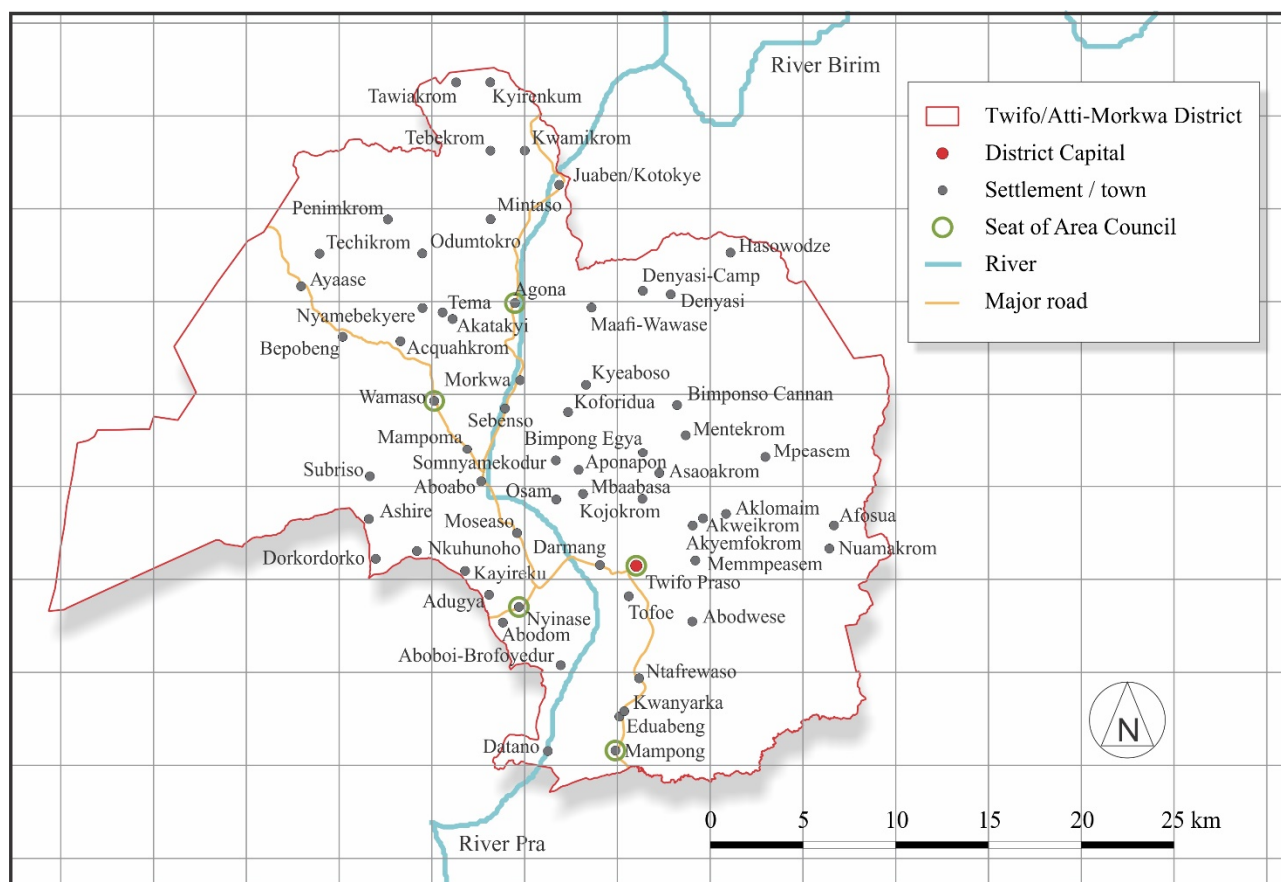 River Birim
Twifo/Atti-Morkwa District
District Capital
Settlement / town
Seat of Area Council
River
Major road
Tawiakrom
Kyirenkum
Tebekrom
Kwamikrom
Juaben/Kotokye
Penimkrom
Mintaso
Techikrom
Odumtokro
Hasowodze
Ayaase
Agona
Denyasi-Camp
Denyasi
Tema
Nyamebekyere
Akatakyi
Maafi-Wawase
Bepobeng
Acquahkrom
Morkwa
Kyeaboso
Wamaso
Sebenso
Koforidua
Bimponso Cannan
Mampoma
Bimpong Egya
Mentekrom
Somnyamekodur
Aponapon
Mpeasem
Subriso
Asaoakrom
Aboabo
Osam
Mbaabasa
Kojokrom
Ashire
Moseaso
Aklomaim
Akweikrom
Afosua
Akyemfokrom
Dorkordorko
Nkuhunoho
Darmang
Nuamakrom
Memmpeasem
Kayireku
Twifo Praso
Adugya
Nyinase
Tofoe
Abodwese
Abodom
Aboboi-Brofoyedur
Ntafrewaso
Kwanyarka
Eduabeng
Datano
Mampong
N
0 5 10 15 20 25 km
River Pra